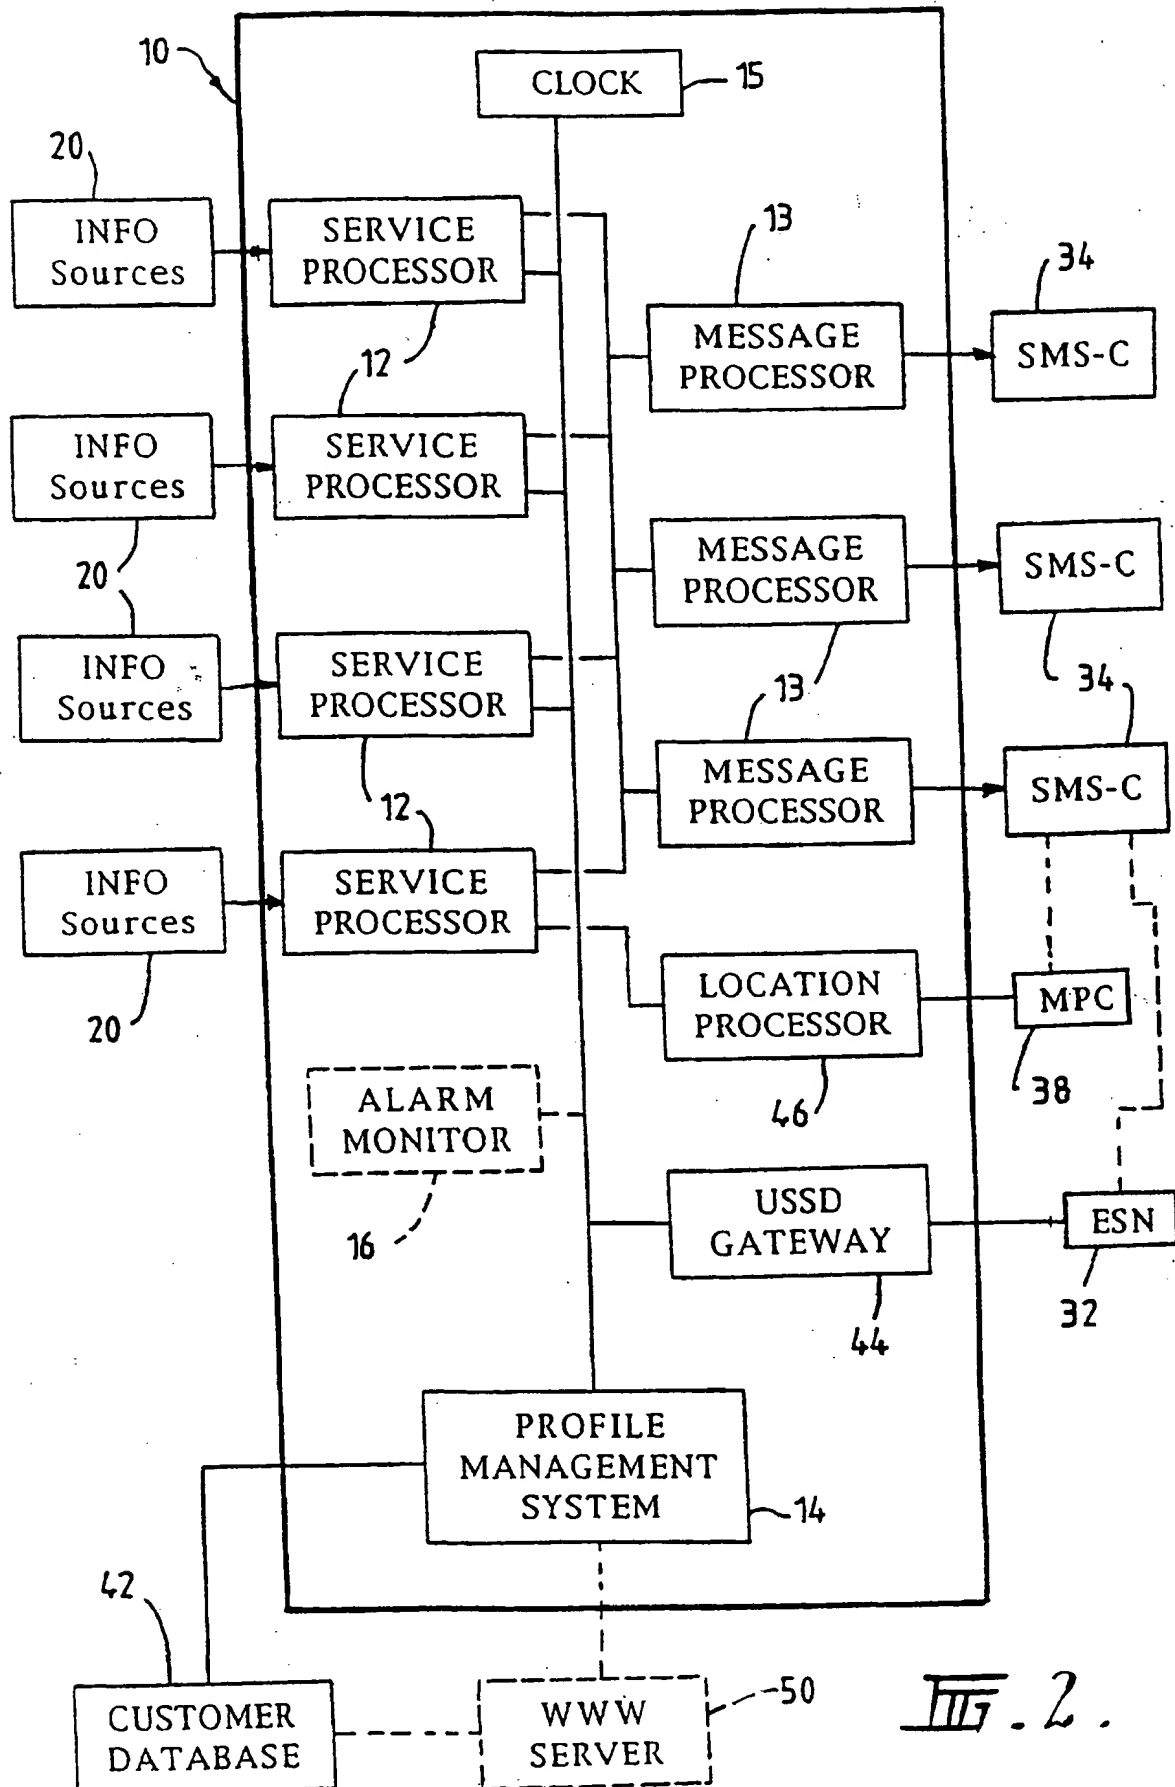 10
CLOCK
15
20
INFO
Sources
SERVICE
PROCESSOR
13
34
MESSAGE
PROCESSOR
SMS-C
12
INFO
Sources
SERVICE
PROCESSOR
MESSAGE
PROCESSOR
SMS-C
20
INFO
Sources
SERVICE
PROCESSOR
13
34
MESSAGE
PROCESSOR
SMS-C
12
INFO
Sources
SERVICE
PROCESSOR
20
LOCATION
PROCESSOR
MPC
38
46
ALARM
MONITOR
16
USSD
GATEWAY
ESN
32
44
PROFILE
MANAGEMENT
SYSTEM
14
42
CUSTOMER
DATABASE
WWW
SERVER
50
FIG. 2.